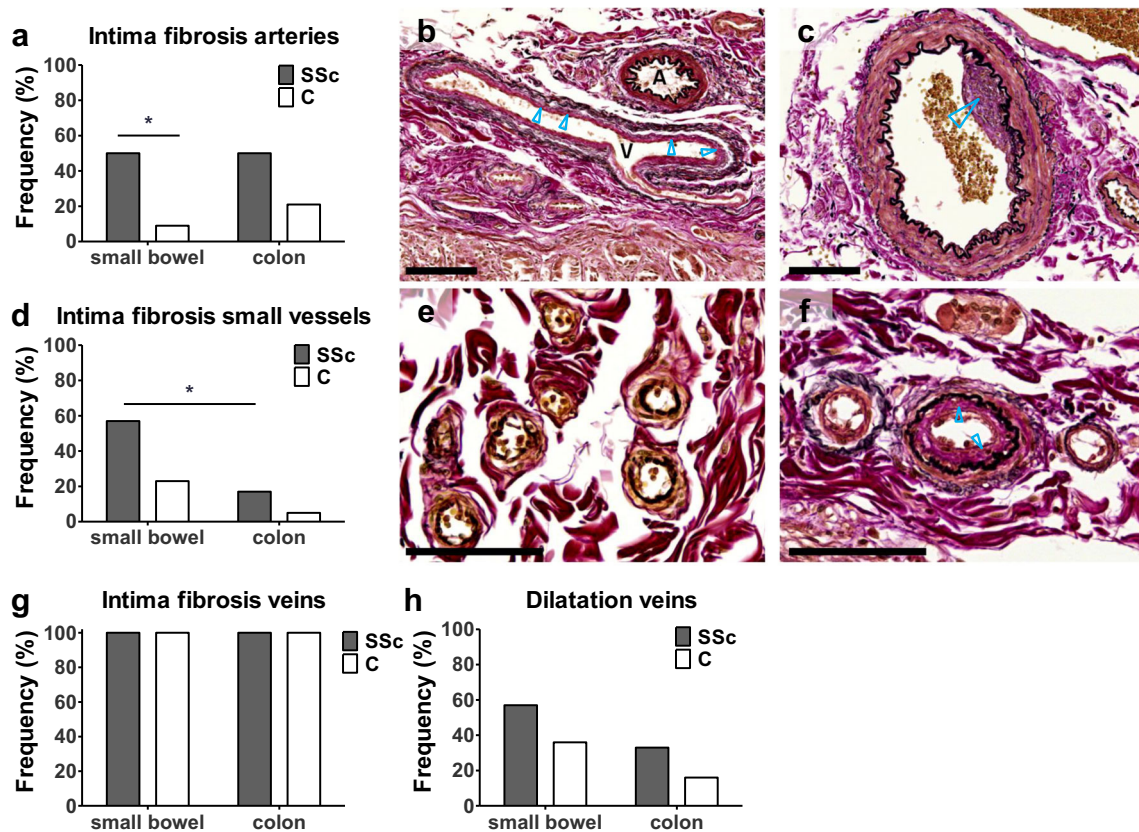 a
Intima fibrosis arteries
Frequency (%)
100
80
60
40
20
0
SSc
C
*
small bowel
colon
b
A
V
c
d
Intima fibrosis small vessels
Frequency (%)
100
80
60
40
20
0
SSc
C
*
small bowel
colon
e
f
g
Intima fibrosis veins
Frequency (%)
100
80
60
40
20
0
SSc
C
small bowel
colon
h
Dilatation veins
Frequency (%)
100
80
60
40
20
0
SSc
C
small bowel
colon